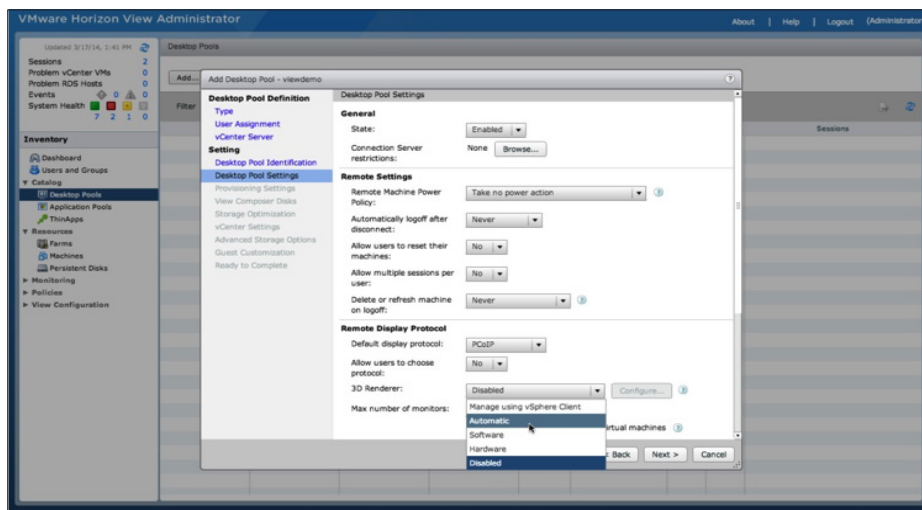 VMware Horizon View Administrator
About | Help | Logout (Administrator
Updated 3/17/14, 1:41 PM
Sessions 2
Problem vCenter VMs 0
Problem RDS Hosts 0
Events 0 0
System Health
7 2 1 0
Inventory
Dashboard
Users and Groups
Catalog
Desktop Pools
Application Pools
ThinApps
Resources
Farms
Machines
Persistent Disks
Monitoring
Policies
View Configuration
Desktop Pools
Add...
Filter
Sessions
Add Desktop Pool - viewdemo
?
Desktop Pool Definition
Type
User Assignment
vCenter Server
Setting
Desktop Pool Identification
Desktop Pool Settings
Provisioning Settings
View Composer Disks
Storage Optimization
vCenter Settings
Advanced Storage Options
Guest Customization
Ready to Complete
Desktop Pool Settings
General
State: Enabled
Connection Server None Browse...
restrictions:
Remote Settings
Remote Machine Power Take no power action
Policy:
Automatically logoff after Never
disconnect:
Allow users to reset their No
machines:
Allow multiple sessions per No
user:
Delete or refresh machine Never
on logoff:
Remote Display Protocol
Default display protocol: PCoIP
Allow users to choose No
protocol:
3D Renderer: Disabled Configure...
Max number of monitors:
Manage using vSphere Client
Automatic
Software
Hardware
Disabled
irtual machines
Back Next > Cancel